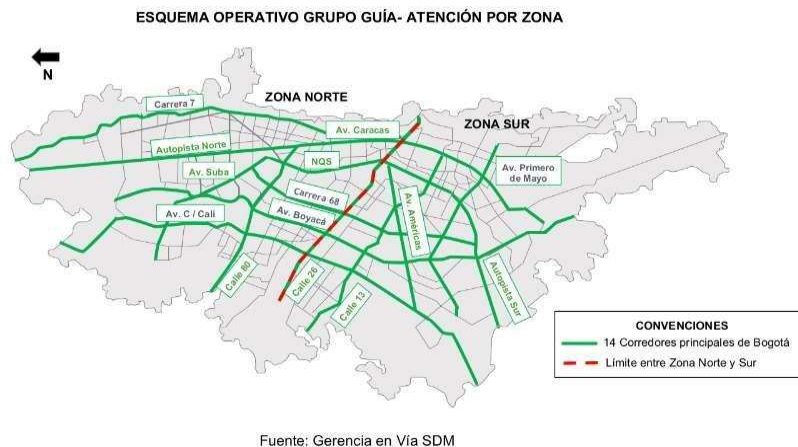 ESQUEMA OPERATIVO GRUPO GUÍA- ATENCIÓN POR ZONA
N
ZONA NORTE
ZONA SUR
Carrera 7
Av. Caracas
Autopista Norte
NQS
Av. Suba
Av. Primero
de Mayo
Carrera 68
Av. C / Cali
Av. Boyacá
Av. Américas
Calle 80
Calle 26
Calle 13
Autopista Sur
CONVENCIONES
14 Corredores principales de Bogotá
Límite entre Zona Norte y Sur
Fuente: Gerencia en Vía SDM